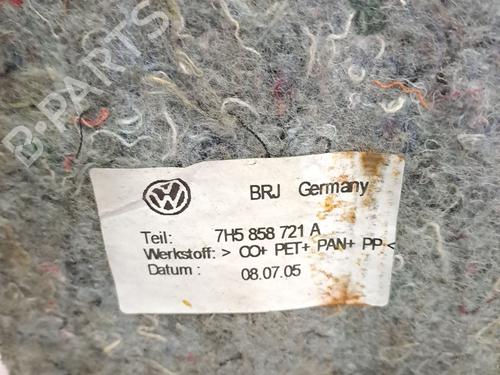 B-PARTS
BRJ Germany
Teil: 7H5 858 721 A
Werkstoff: > CO+ PET+ PAN+ PP <
Datum : 08.07.05